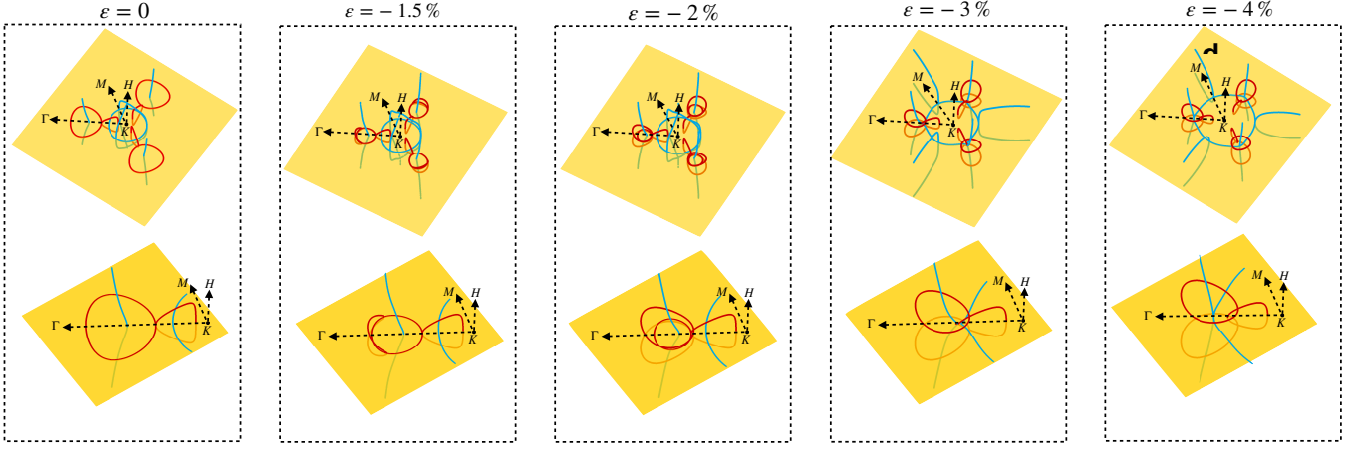 ε = 0
ε = − 1.5 %
ε = − 2 %
ε = − 3 %
ε = − 4 %
d
M H
Γ K
M H
Γ K
M H
Γ K
M H
Γ K
M H
Γ K
M H
Γ K
M H
Γ K
M H
Γ K
M H
Γ K
M H
Γ K